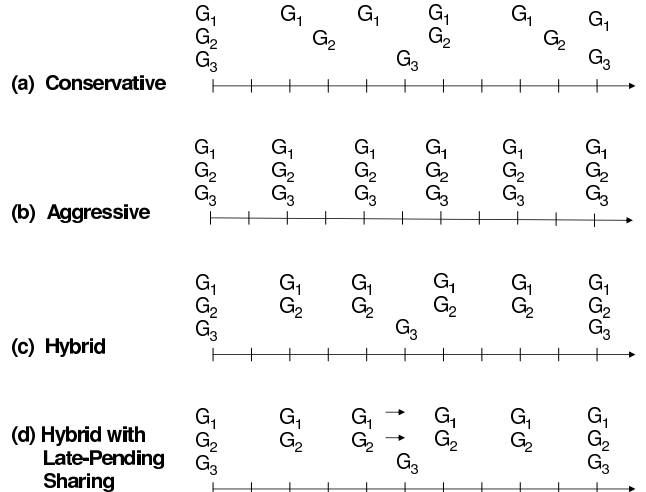 G1 G1 G1 G1 G1 G1
G2 G2 G2 G2
G3 G3 G3
(a) Conservative
G1 G1 G1 G1 G1 G1
G2 G2 G2 G2 G2 G2
G3 G3 G3 G3 G3 G3
(b) Aggressive
G1 G1 G1 G1 G1 G1
G2 G2 G2 G2 G2 G2
G3 G3 G3
(c) Hybrid
G1 G1 G1 → G1 G1 G1
(d) Hybrid with
G2 G2 G2 → G2 G2 G2
Late-Pending
G3 G3 G3
Sharing